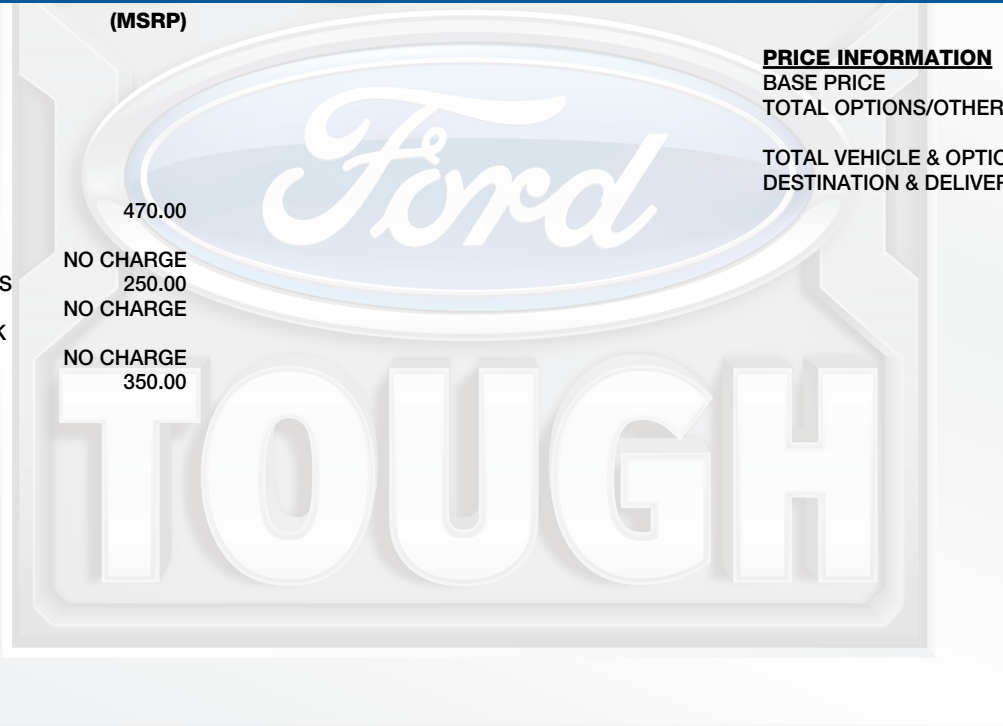 (MSRP)
PRICE INFORMATION
BASE PRICE
TOTAL OPTIONS/OTHER
TOTAL VEHICLE & OPTIO
DESTINATION & DELIVER
470.00
NO CHARGE
S 250.00
NO CHARGE
K
NO CHARGE
350.00
Ford
TOUGH